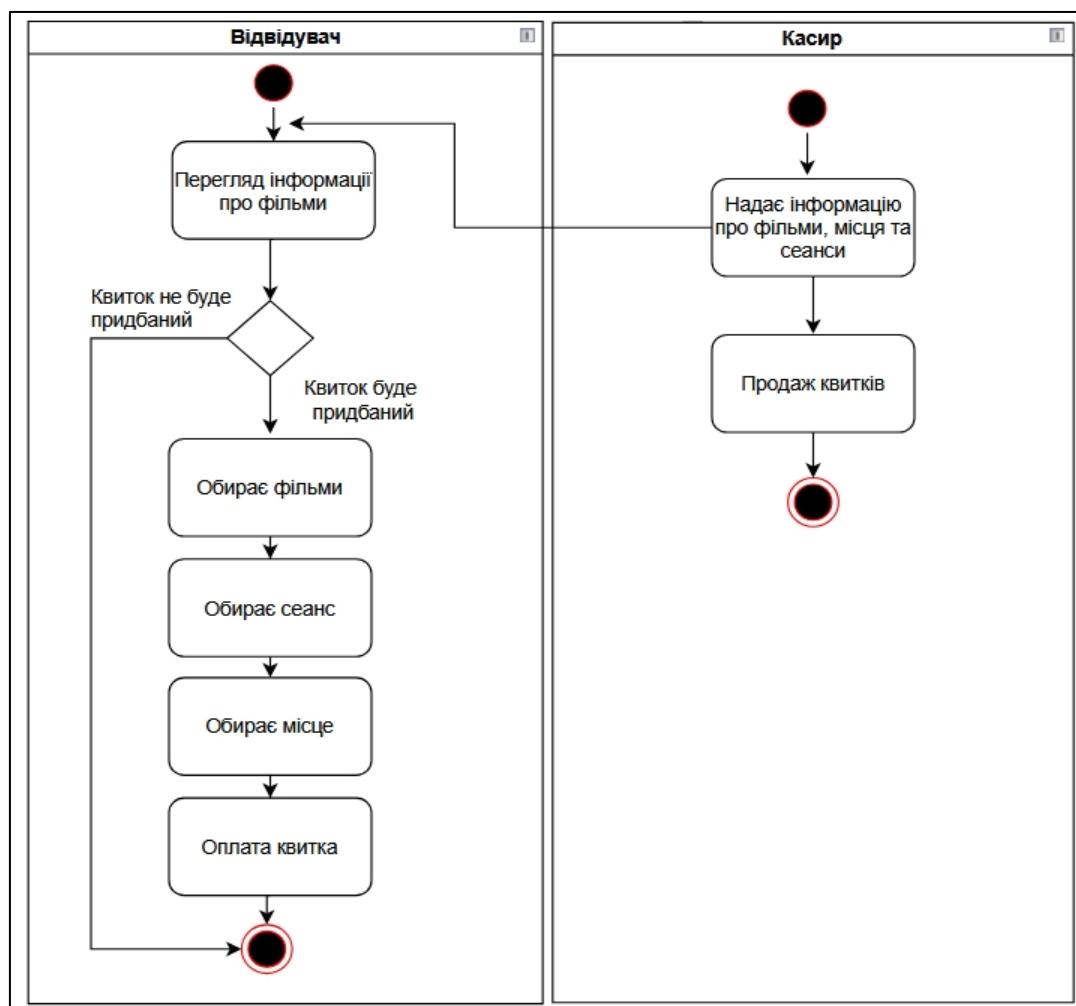 Відвідувач
Перегляд інформації
про фільми
Квиток не буде
придбаний
Квиток буде
придбаний
Обирає фільми
Обирає сеанс
Обирає місце
Оплата квитка
Касир
Надає інформацію
про фільми, місця та
сеанси
Продаж квитків